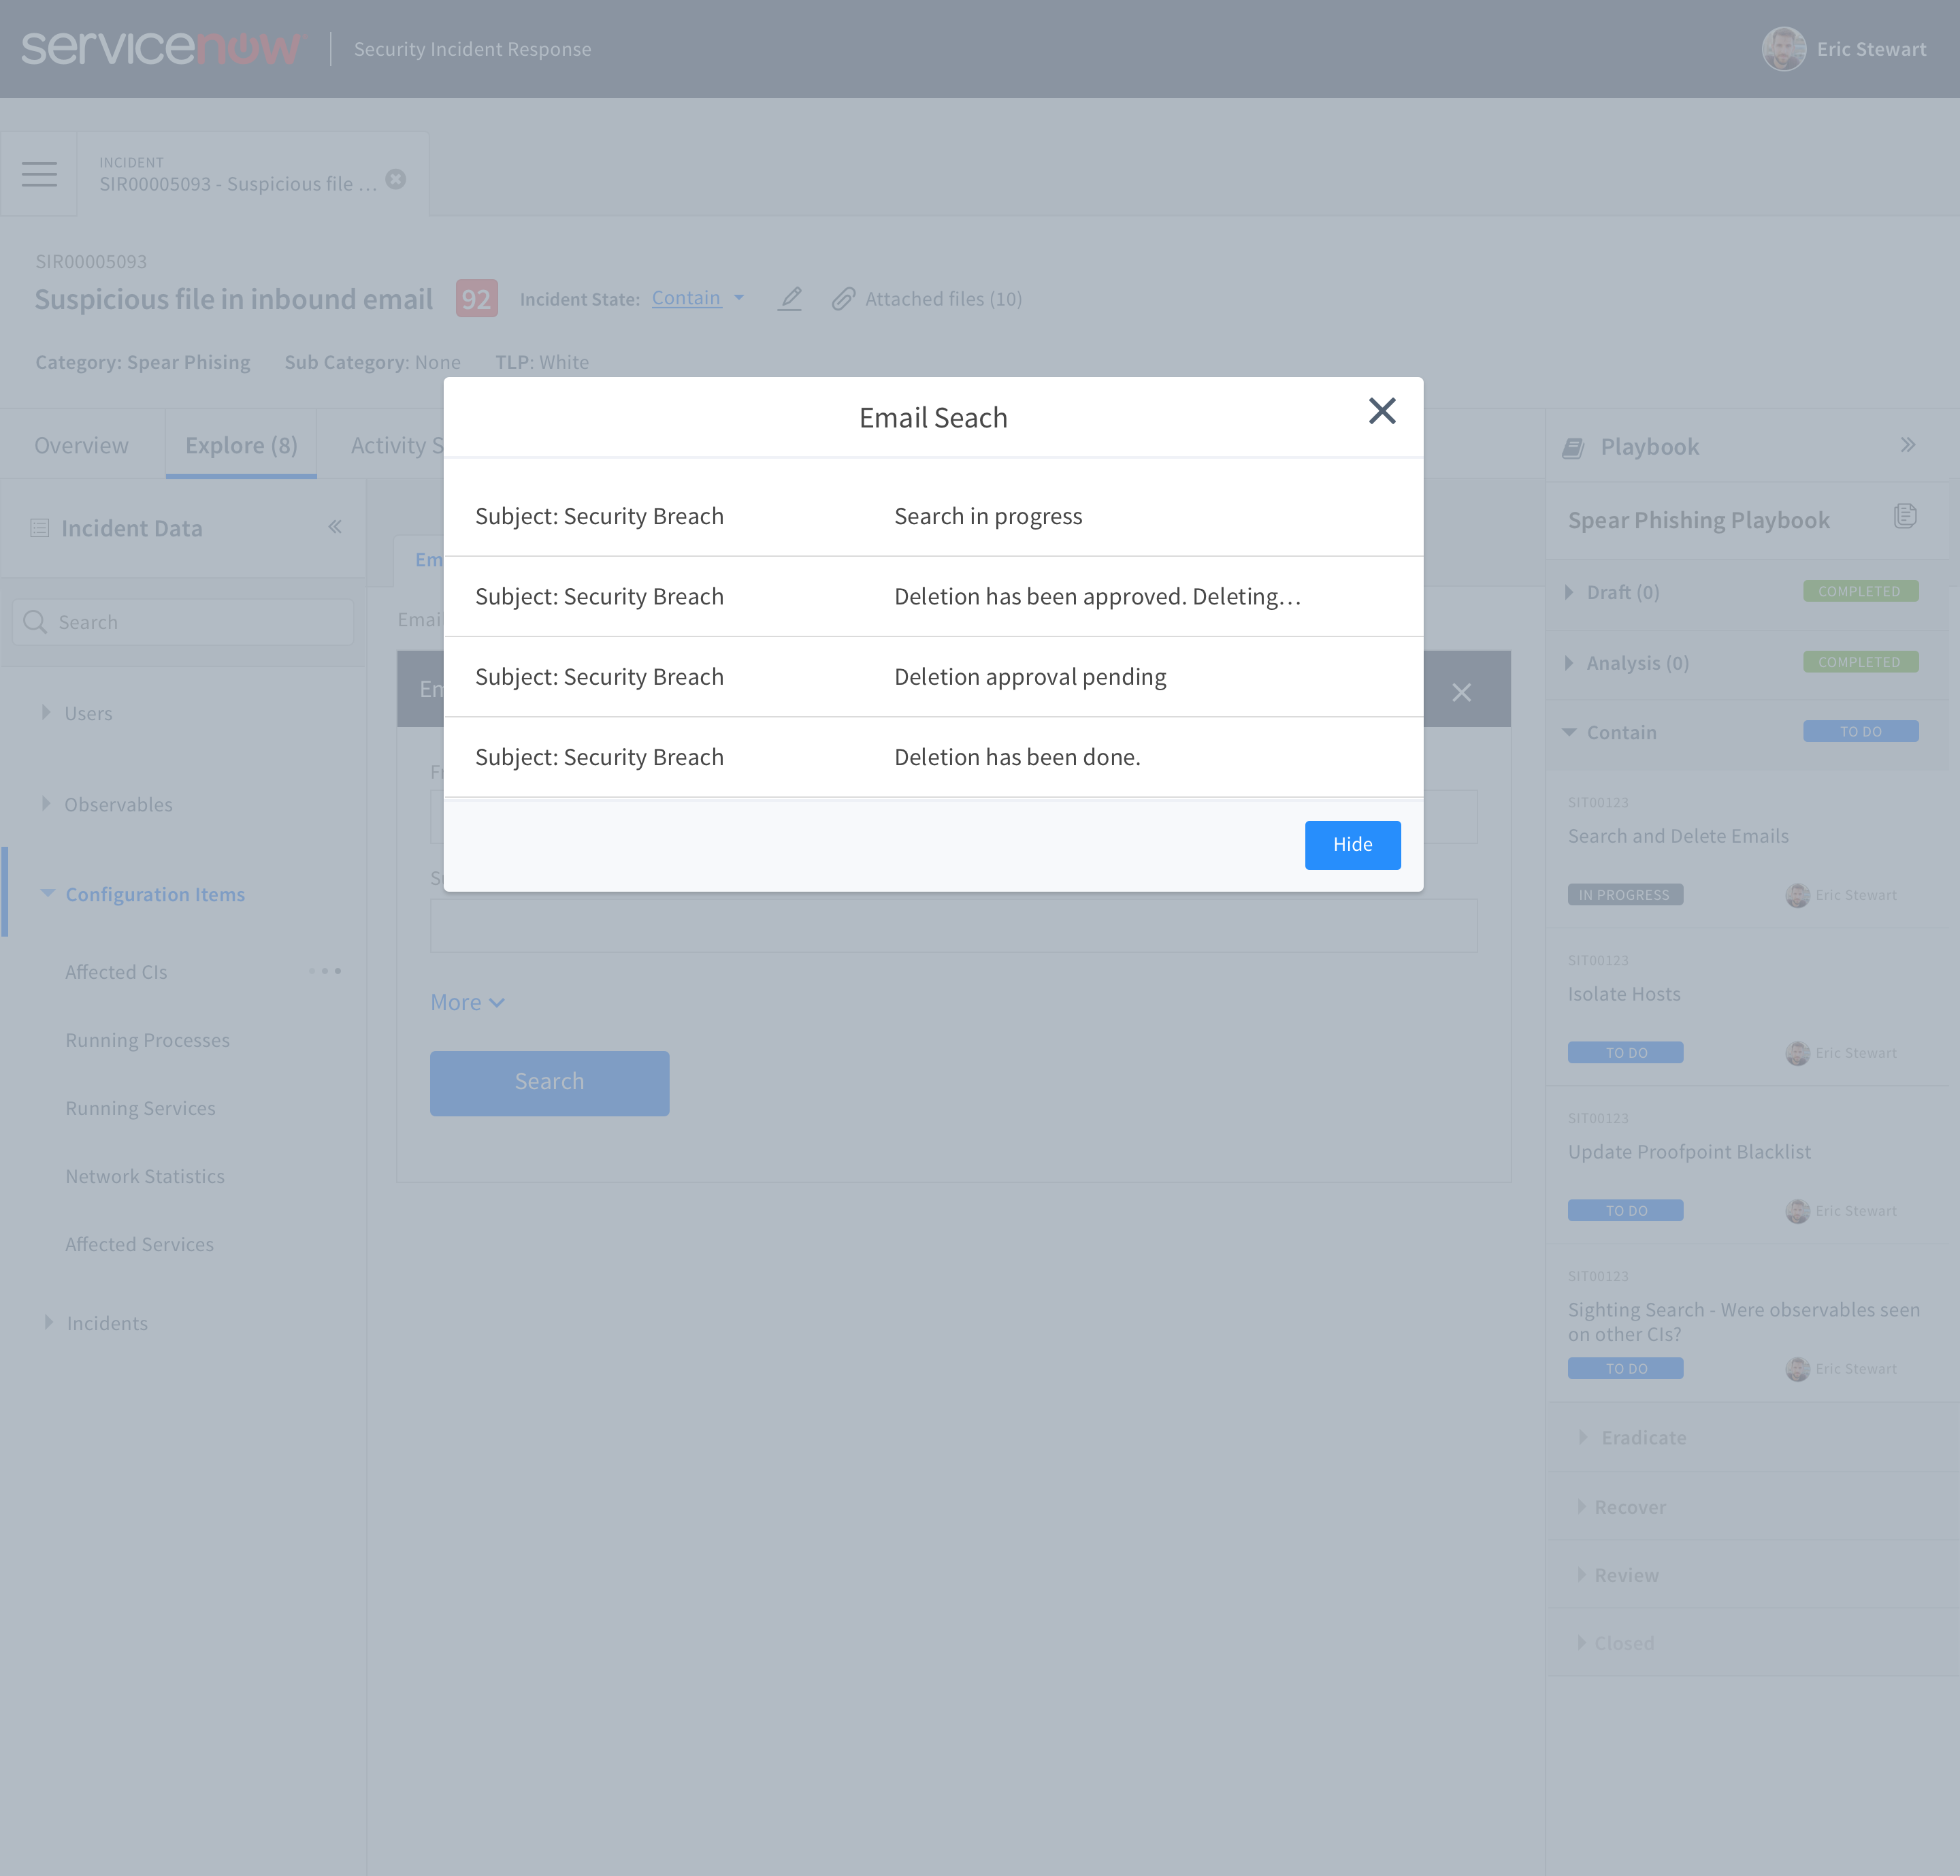 servicenow
Security Incident Response
Eric Stewart
INCIDENT
SIR00005093 - Suspicious file ...
SIR00005093
Suspicious file in inbound email
92
Incident State: Contain
Attached files (10)
Category: Spear Phising
Sub Category: None
TLP: White
Overview
Explore (8)
Activity S
Incident Data
Search
Users
Observables
Configuration Items
Affected CIs
Running Processes
Running Services
Network Statistics
Affected Services
Incidents
Em
Email
Em
Fr
S
More
Search
Email Seach
Subject: Security Breach
Search in progress
Subject: Security Breach
Deletion has been approved. Deleting...
Subject: Security Breach
Deletion approval pending
Subject: Security Breach
Deletion has been done.
Hide
Playbook
Spear Phishing Playbook
Draft (0)
COMPLETED
Analysis (0)
COMPLETED
Contain
TO DO
SIT00123
Search and Delete Emails
IN PROGRESS
Eric Stewart
SIT00123
Isolate Hosts
TO DO
Eric Stewart
SIT00123
Update Proofpoint Blacklist
TO DO
Eric Stewart
SIT00123
Sighting Search - Were observables seen
on other CIs?
TO DO
Eric Stewart
Eradicate
Recover
Review
Closed